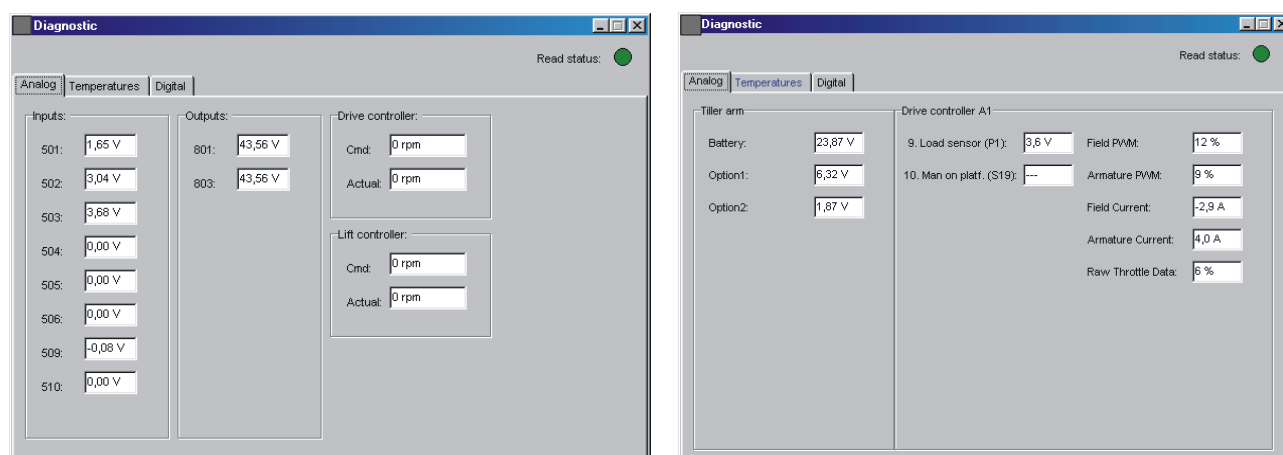 Diagnostic
Read status:
Analog Temperatures Digital
Inputs:
501: 1,65 V
502: 3,04 V
503: 3,68 V
504: 0,00 V
505: 0,00 V
506: 0,00 V
509: -0,08 V
510: 0,00 V
Outputs:
801: 43,56 V
803: 43,56 V
Drive controller:
Cmd: 0 rpm
Actual: 0 rpm
Lift controller:
Cmd: 0 rpm
Actual: 0 rpm
Diagnostic
Read status:
Analog Temperatures Digital
Tiller arm
Battery: 23,87 V
Option1: 6,32 V
Option2: 1,87 V
Drive controller A1
9. Load sensor (P1): 3,6 V
10. Man on platf. (S19): ---
Field PWM: 12 %
Armature PWM: 9 %
Field Current: -2,9 A
Armature Current: 4,0 A
Raw Throttle Data: 6 %